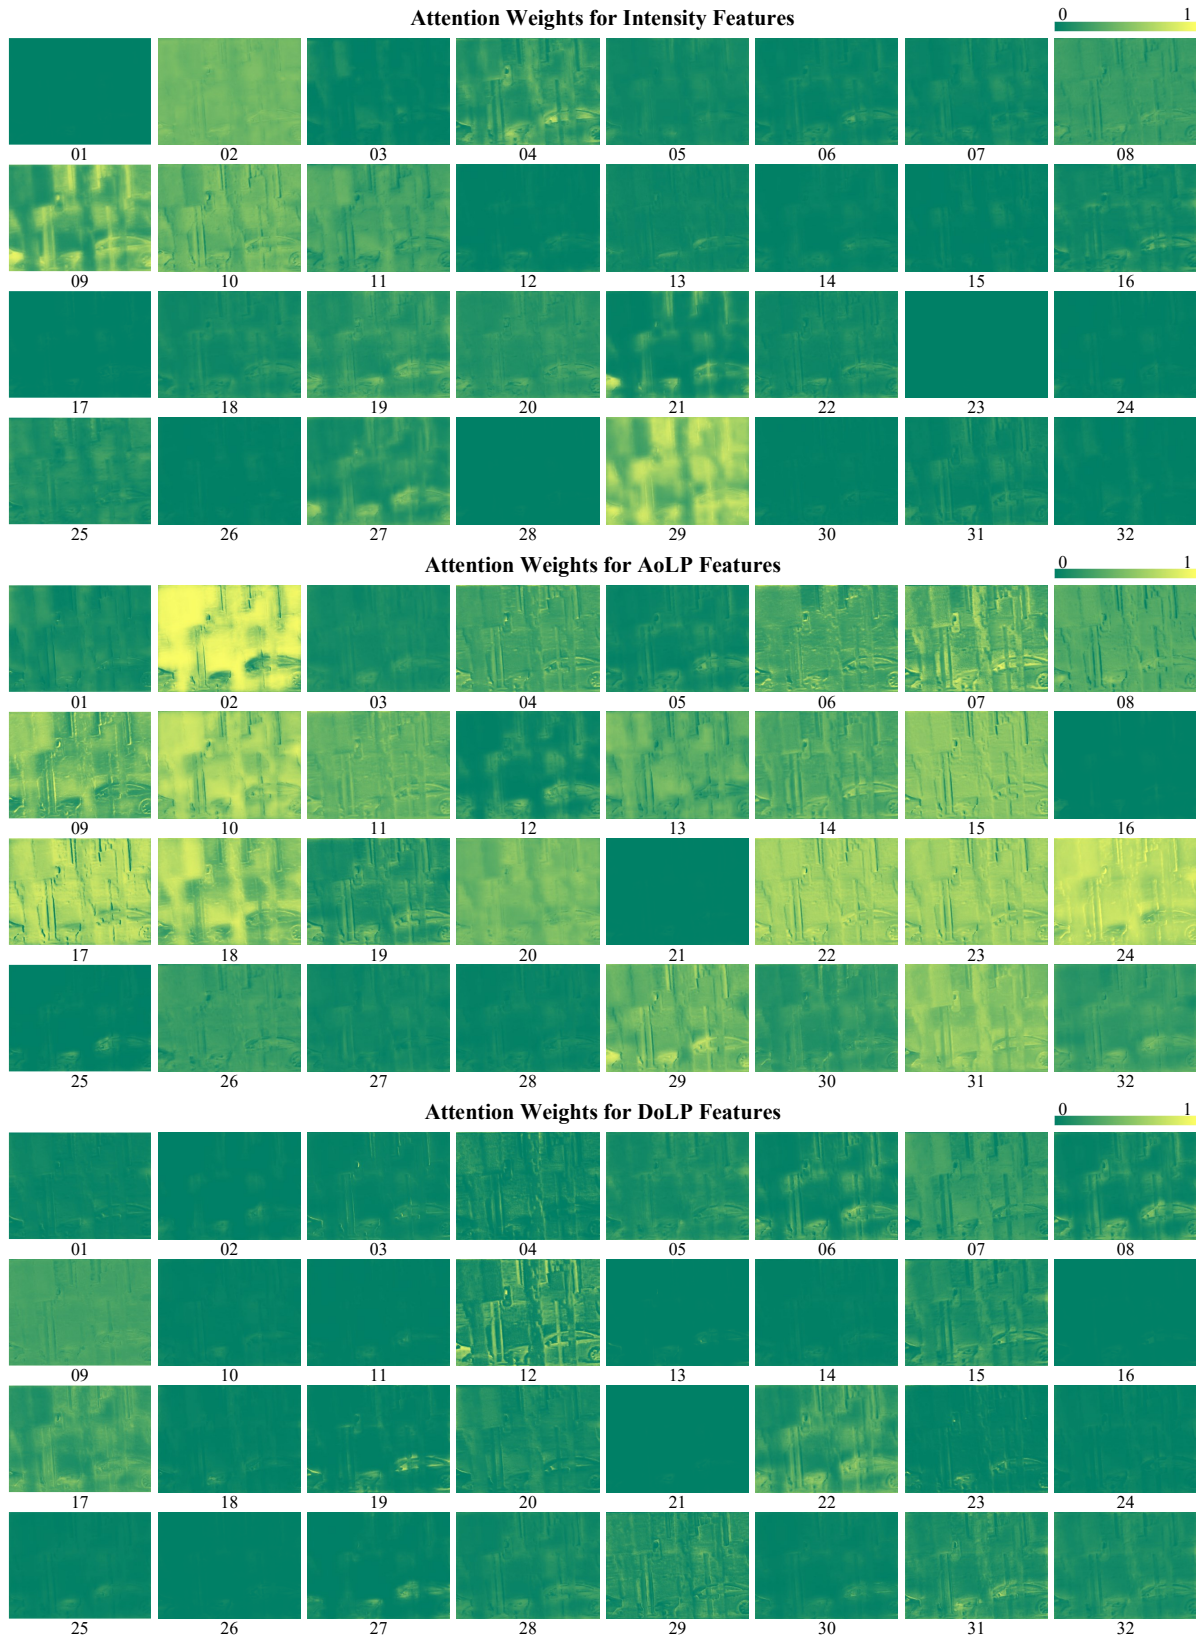 Attention Weights for Intensity Features
0 1
01 02 03 04 05 06 07 08
09 10 11 12 13 14 15 16
17 18 19 20 21 22 23 24
25 26 27 28 29 30 31 32
Attention Weights for AoLP Features
0 1
01 02 03 04 05 06 07 08
09 10 11 12 13 14 15 16
17 18 19 20 21 22 23 24
25 26 27 28 29 30 31 32
Attention Weights for DoLP Features
0 1
01 02 03 04 05 06 07 08
09 10 11 12 13 14 15 16
17 18 19 20 21 22 23 24
25 26 27 28 29 30 31 32